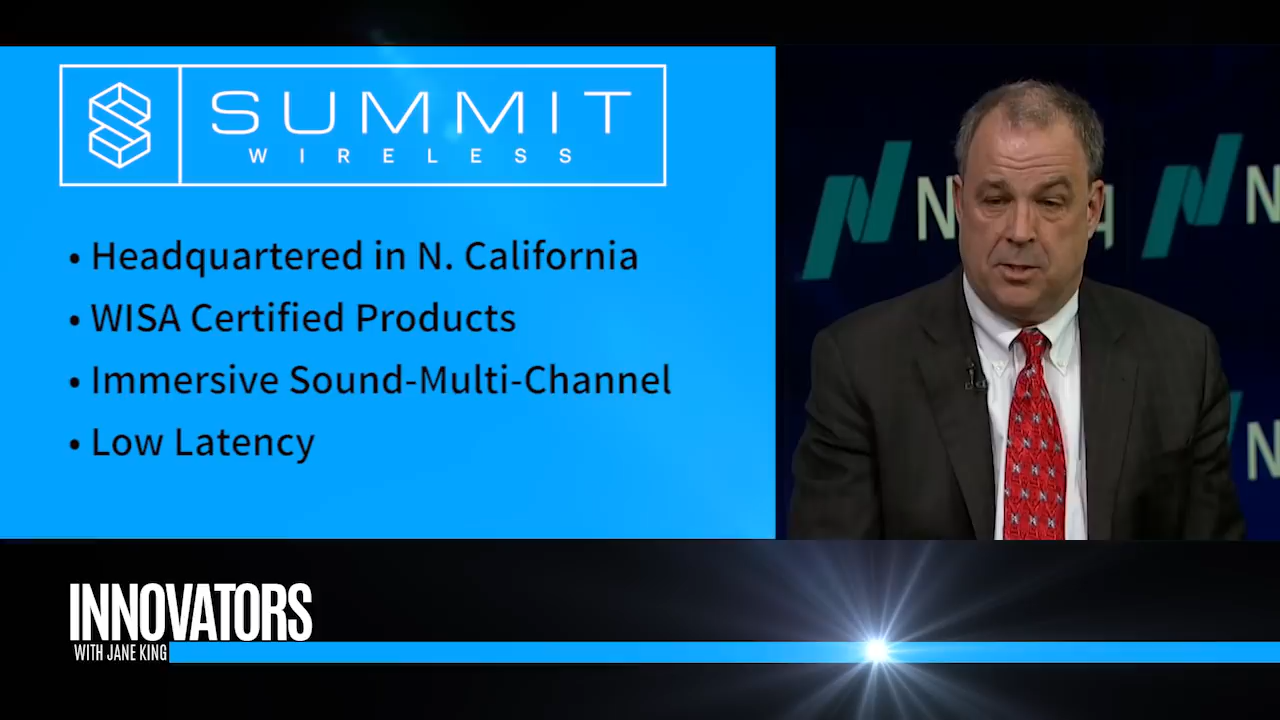 SUMMIT
WIRELESS
• Headquartered in N. California
• WISA Certified Products
• Immersive Sound-Multi-Channel
• Low Latency
INNOVATORS
WITH JANE KING